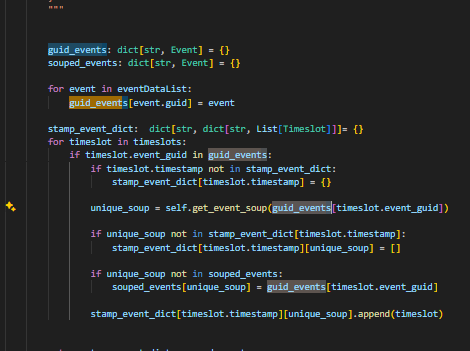 """
guid_events: dict[str, Event] = {}
souped_events: dict[str, Event] = {}
for event in eventDataList:
guid_events[event.guid] = event
stamp_event_dict:  dict[str, dict[str, List[Timeslot]]]= {}
for timeslot in timeslots:
if timeslot.event_guid in guid_events:
if timeslot.timestamp not in stamp_event_dict:
stamp_event_dict[timeslot.timestamp] = {}
unique_soup = self.get_event_soup(guid_events[timeslot.event_guid])
if unique_soup not in stamp_event_dict[timeslot.timestamp]:
stamp_event_dict[timeslot.timestamp][unique_soup] = []
if unique_soup not in souped_events:
souped_events[unique_soup] = guid_events[timeslot.event_guid]
stamp_event_dict[timeslot.timestamp][unique_soup].append(timeslot)